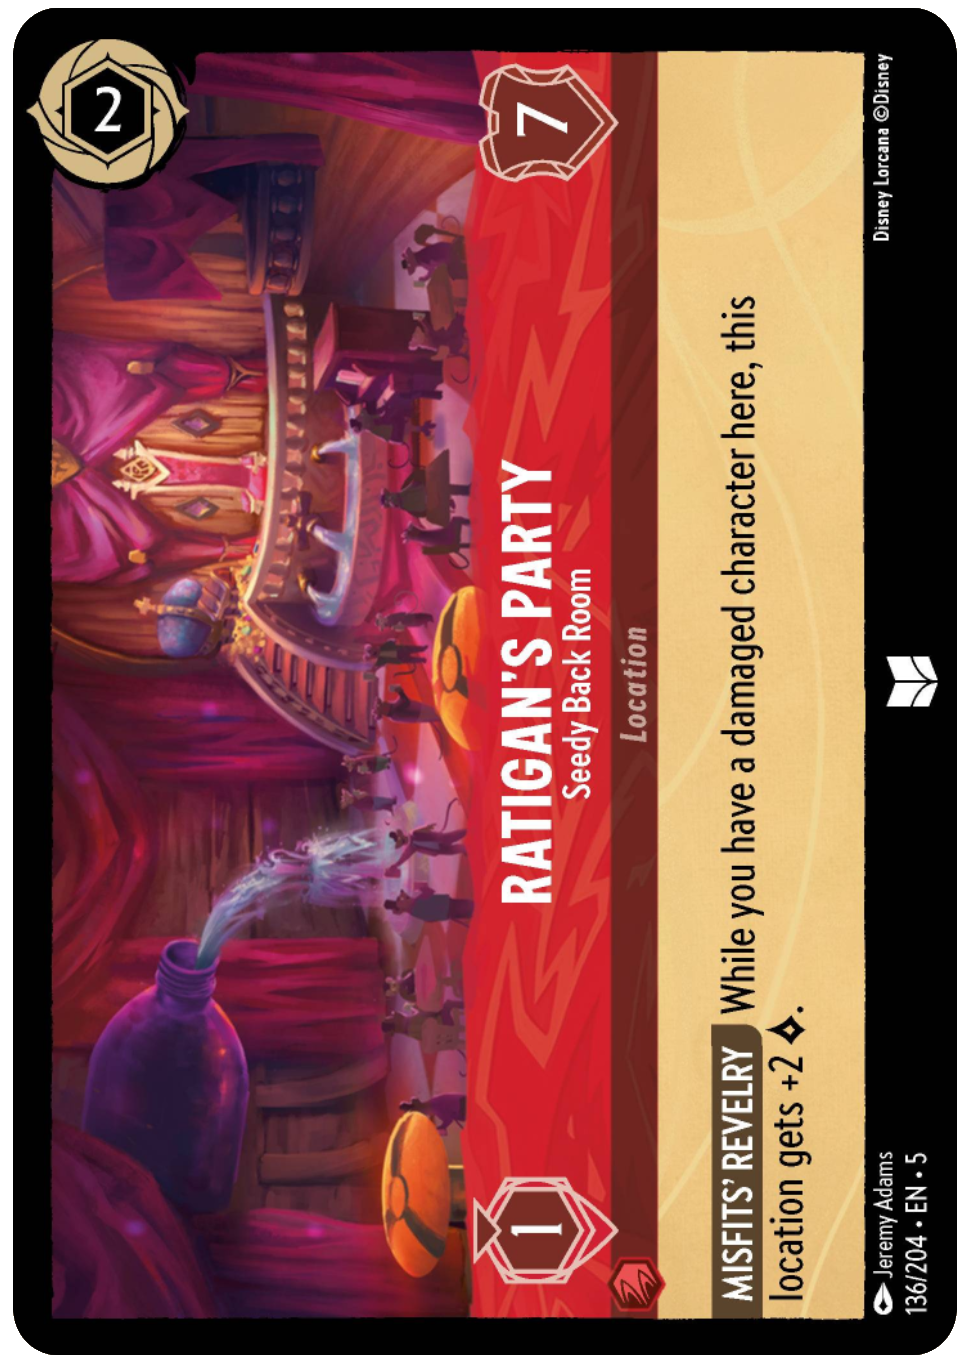 2
RATIGAN'S PARTY
Seedy Back Room
7
1
Location
MISFITS' REVELRY While you have a damaged character here, this
location gets +2 .
Jeremy Adams
136/204 • EN • 5
Disney Lorcana ©Disney